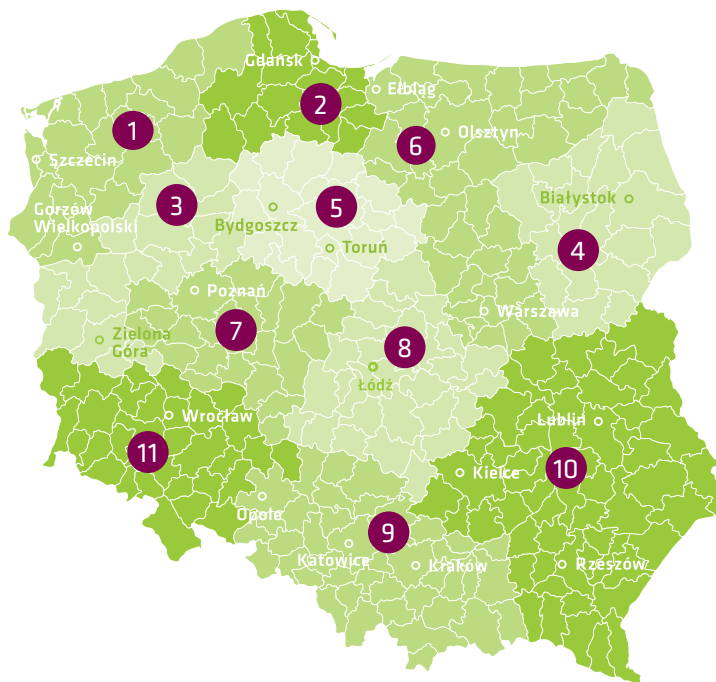 Gdańsk
Elbląg
2
1
Olsztyn
6
Szczecin
Białystok
3
5
Gorzów
Wielkopolski
Bydgoszcz
Toruń
4
Poznań
Warszawa
7
Zielona
Góra
8
Łódź
Wrocław
Lublin
11
Kielce
10
Opole
9
Katowice
Kraków
Rzeszów